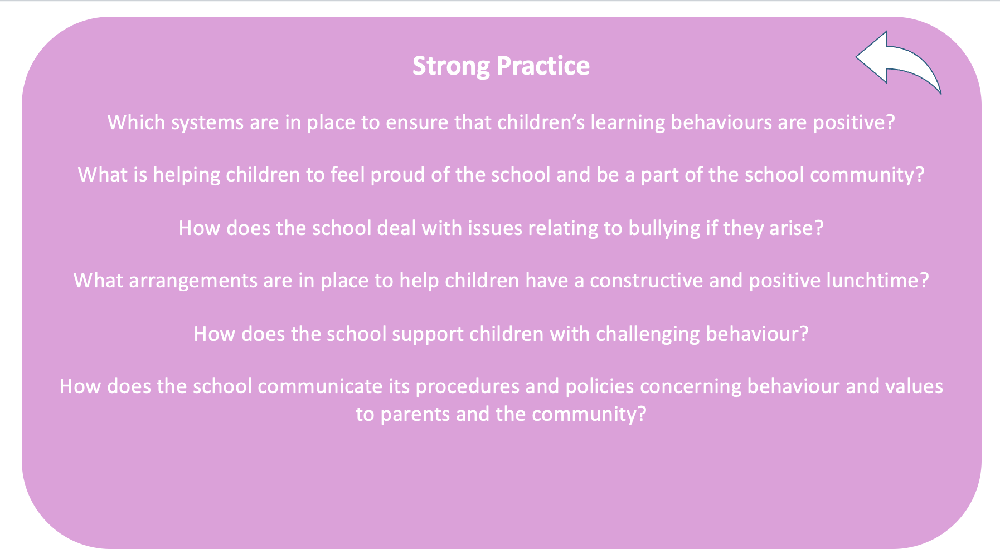 Strong Practice
Which systems are in place to ensure that children’s learning behaviours are positive?
What is helping children to feel proud of the school and be a part of the school community?
How does the school deal with issues relating to bullying if they arise?
What arrangements are in place to help children have a constructive and positive lunchtime?
How does the school support children with challenging behaviour?
How does the school communicate its procedures and policies concerning behaviour and values
to parents and the community?